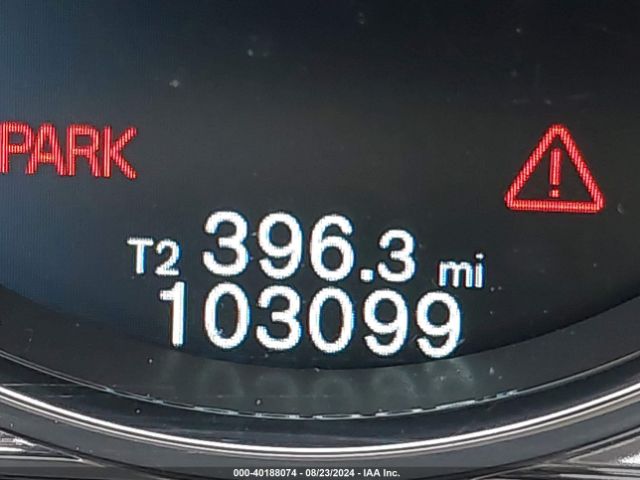 PARK
!
T2 396.3 mi
103099
000-40188074 - 08/23/2024 - IAA Inc.